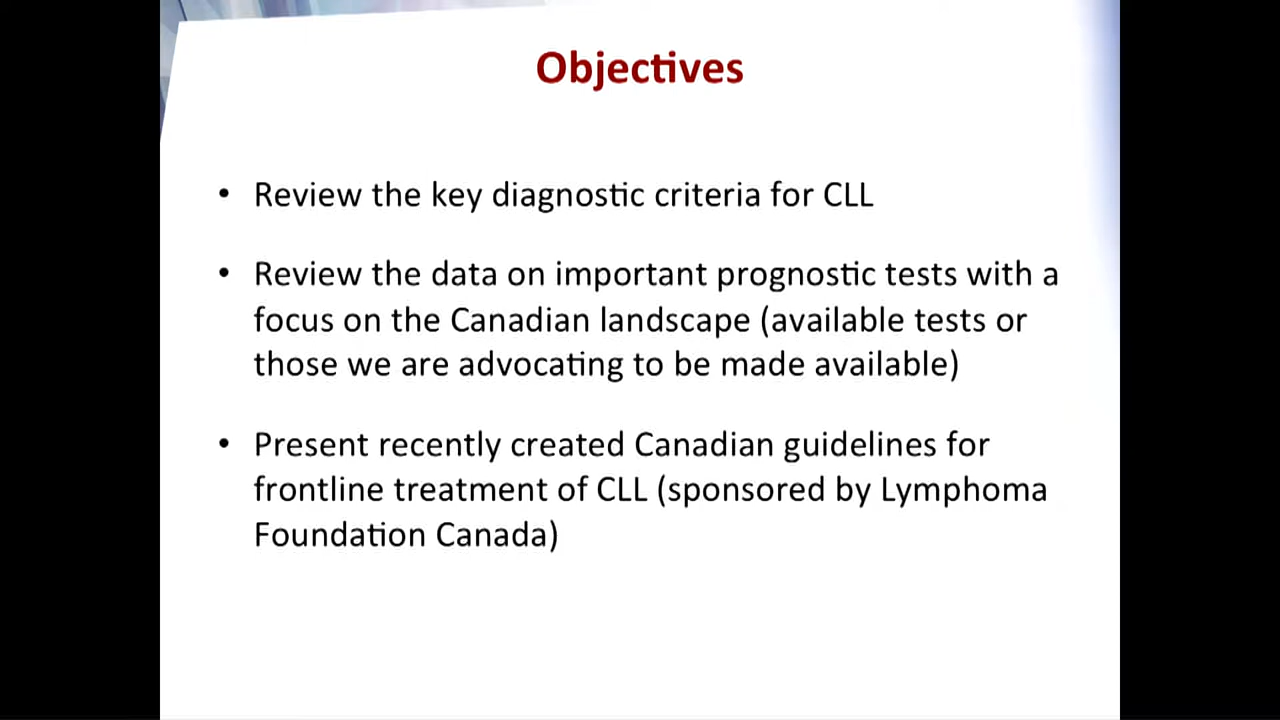 Objectives
• Review the key diagnostic criteria for CLL
• Review the data on important prognostic tests with a
focus on the Canadian landscape (available tests or
those we are advocating to be made available)
• Present recently created Canadian guidelines for
frontline treatment of CLL (sponsored by Lymphoma
Foundation Canada)